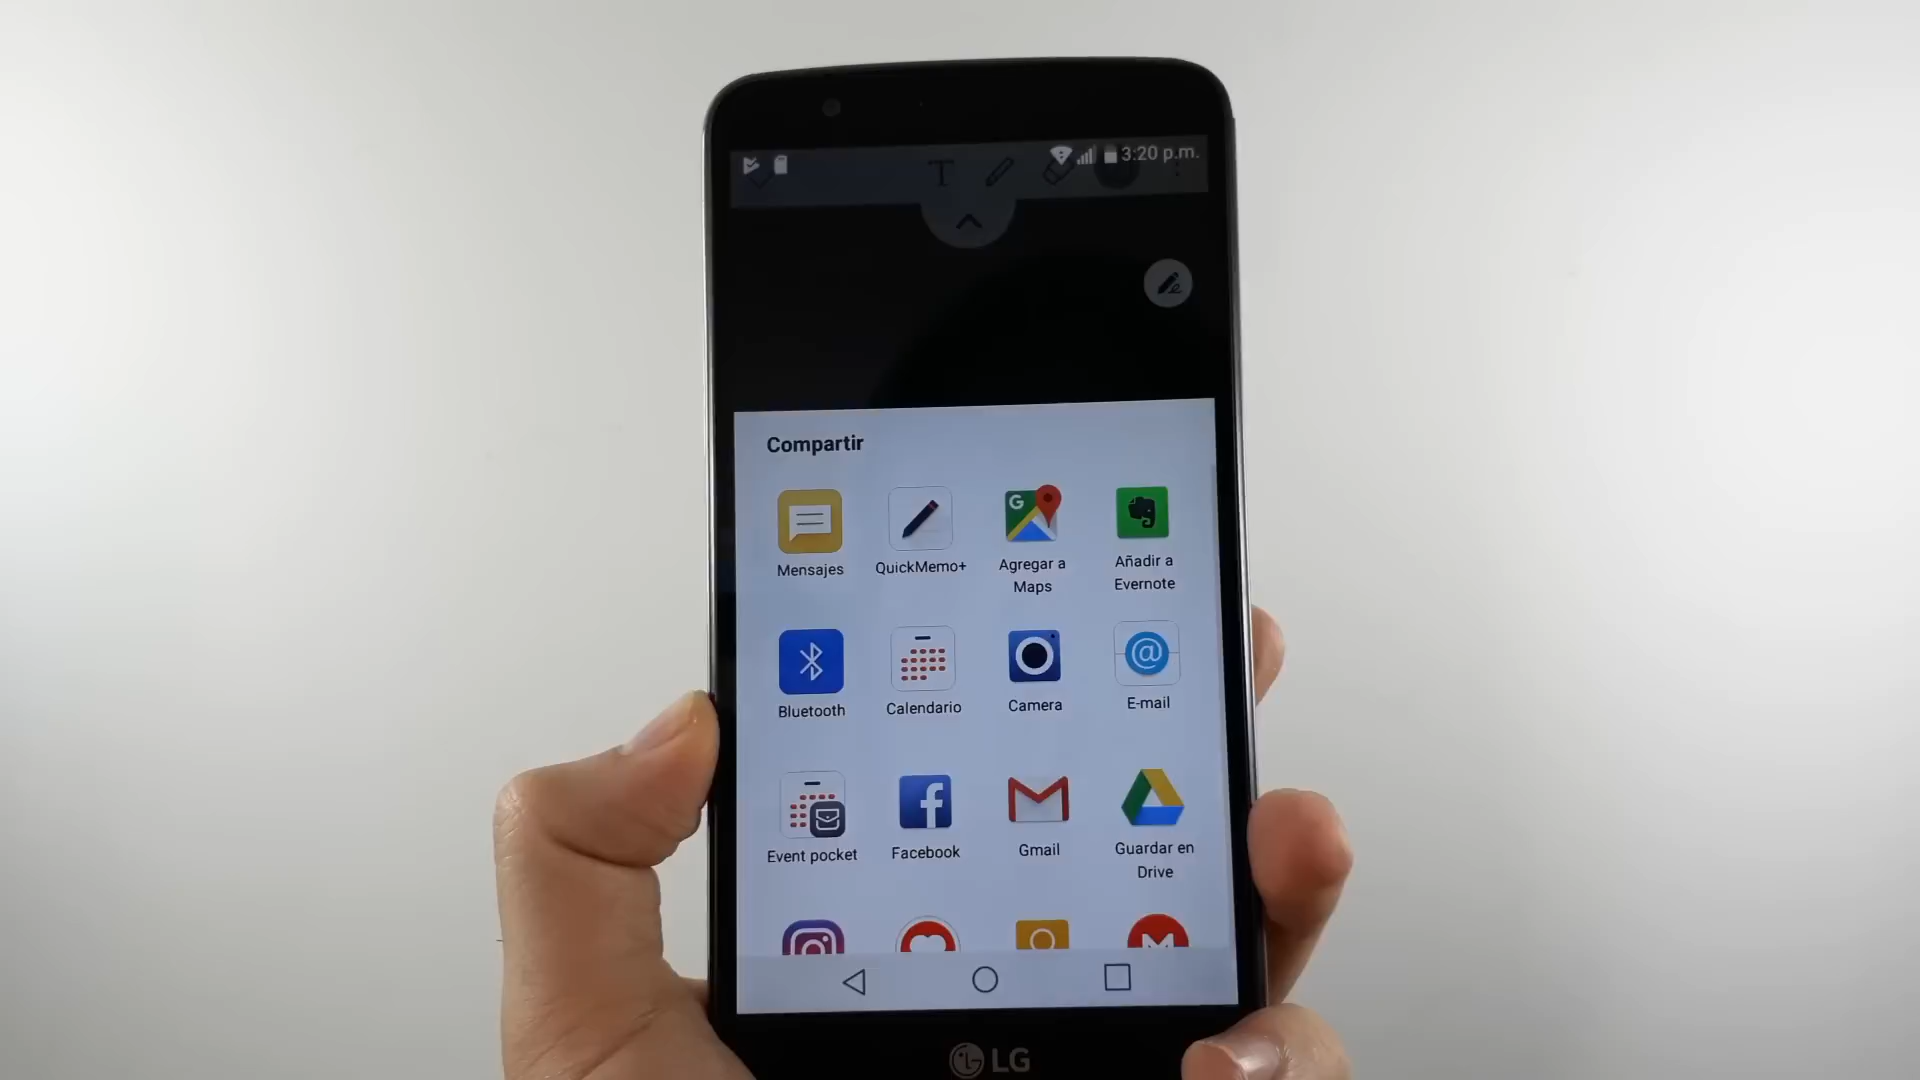 3:20 p.m.
T
Compartir
Mensajes
QuickMemo+
Agregar a
Maps
Añadir a
Evernote
Bluetooth
Calendario
Camera
E-mail
Event pocket
Facebook
Gmail
Guardar en
Drive
LG